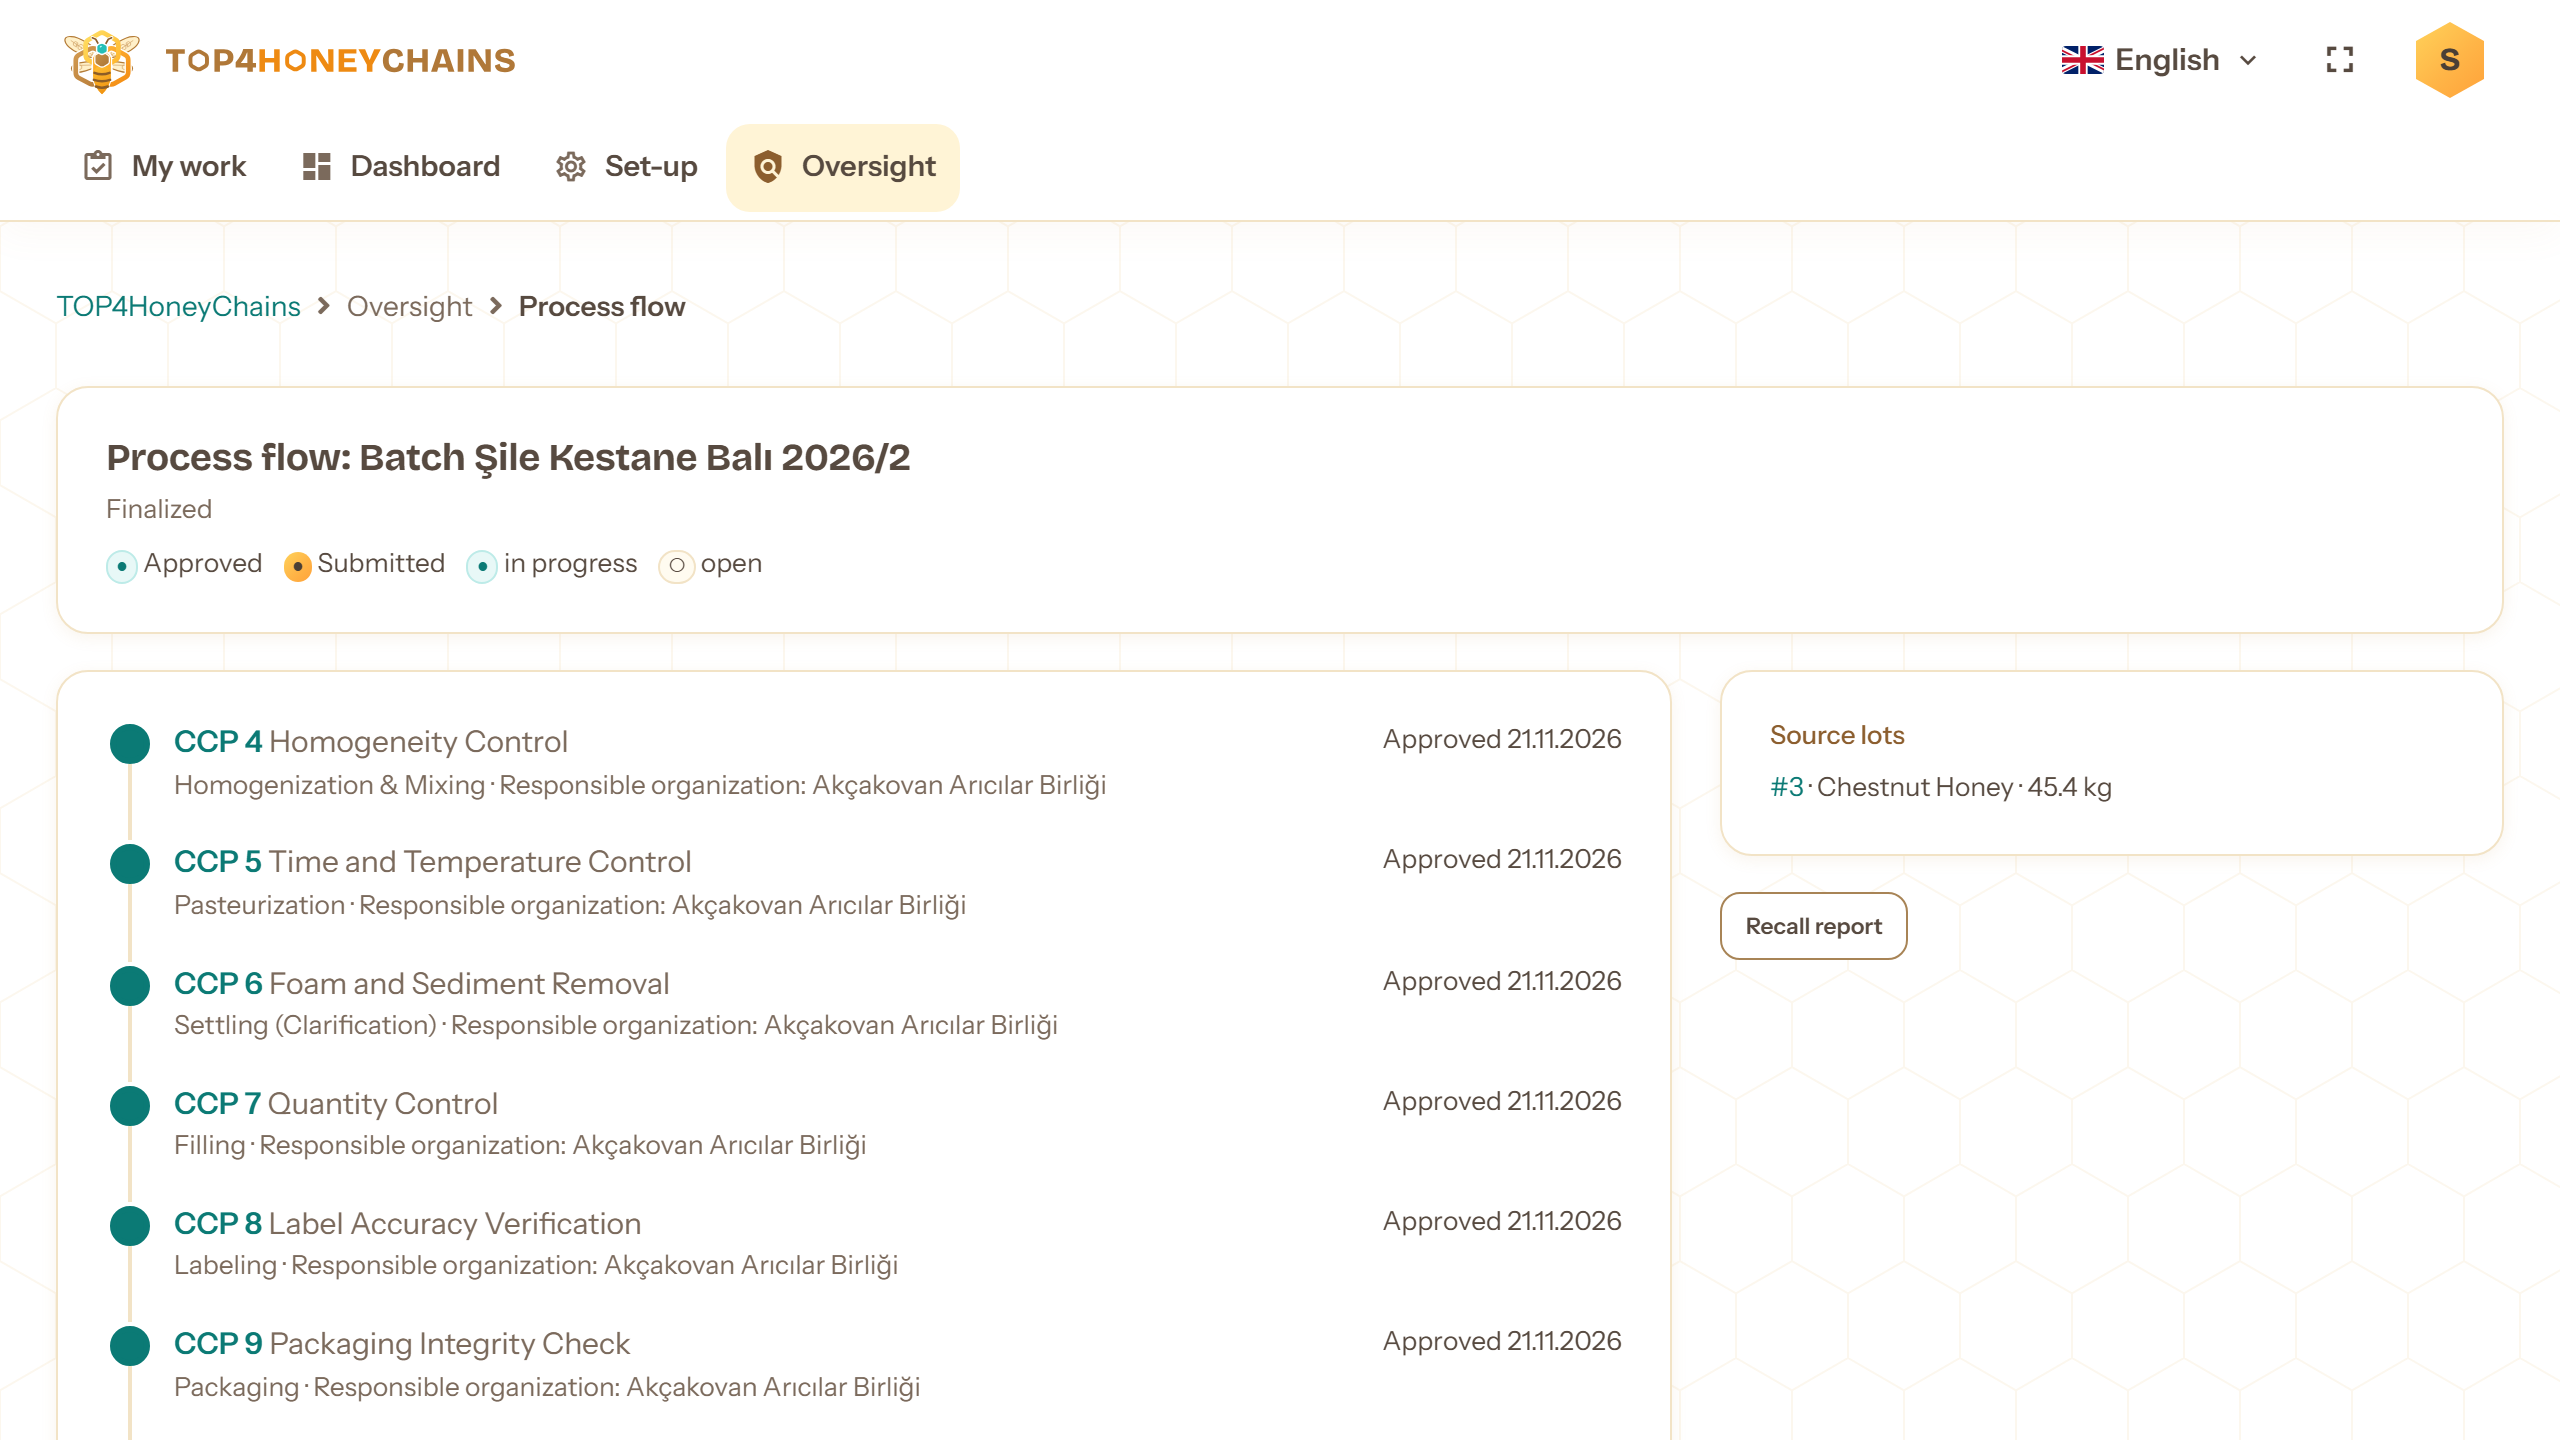 TOP4HONEYCHAINS
English
S
My work
Dashboard
Set-up
Oversight
TOP4HoneyChains > Oversight > Process flow
Process flow: Batch Şile Kestane Balı 2026/2
Finalized
Approved Submitted in progress open
CCP 4 Homogeneity Control Approved 21.11.2026
Homogenization & Mixing · Responsible organization: Akçakovan Arıcılar Birliği
CCP 5 Time and Temperature Control Approved 21.11.2026
Pasteurization · Responsible organization: Akçakovan Arıcılar Birliği
CCP 6 Foam and Sediment Removal Approved 21.11.2026
Settling (Clarification) · Responsible organization: Akçakovan Arıcılar Birliği
CCP 7 Quantity Control Approved 21.11.2026
Filling · Responsible organization: Akçakovan Arıcılar Birliği
CCP 8 Label Accuracy Verification Approved 21.11.2026
Labeling · Responsible organization: Akçakovan Arıcılar Birliği
CCP 9 Packaging Integrity Check Approved 21.11.2026
Packaging · Responsible organization: Akçakovan Arıcılar Birliği
Source lots
#3 · Chestnut Honey · 45.4 kg
Recall report